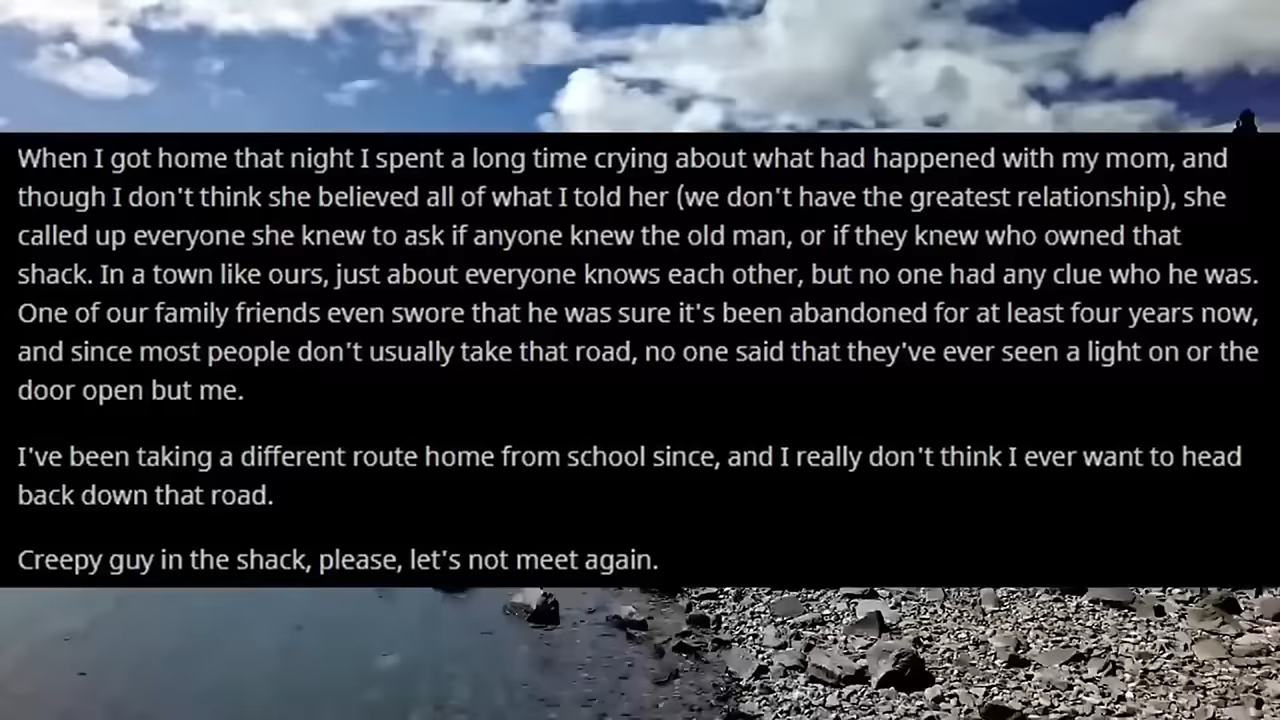 When I got home that night I spent a long time crying about what had happened with my mom, and
though I don't think she believed all of what I told her (we don't have the greatest relationship), she
called up everyone she knew to ask if anyone knew the old man, or if they knew who owned that
shack. In a town like ours, just about everyone knows each other, but no one had any clue who he was.
One of our family friends even swore that he was sure it's been abandoned for at least four years now,
and since most people don't usually take that road, no one said that they've ever seen a light on or the
door open but me.
I've been taking a different route home from school since, and I really don't think I ever want to head
back down that road.
Creepy guy in the shack, please, let's not meet again.